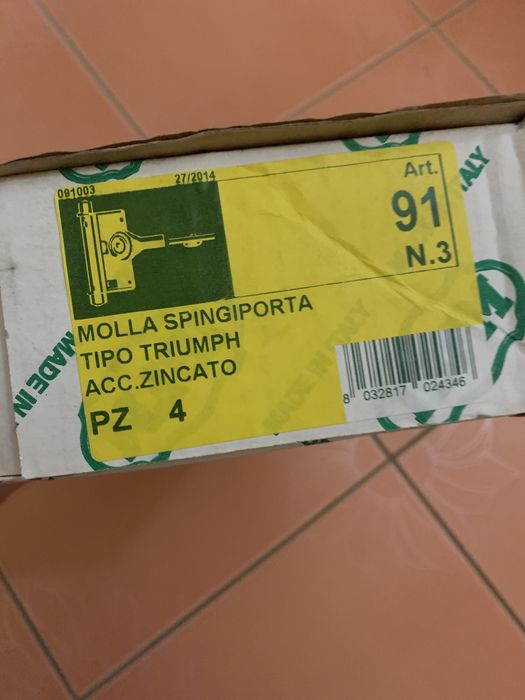 091003
27/2014
Art.
91
N.3
MOLLA SPINGIPORTA
TIPO TRIUMPH
ACC.ZINCATO
PZ 4
8 032817 024346
MADE IN
ITALY
MADE IN ITALY